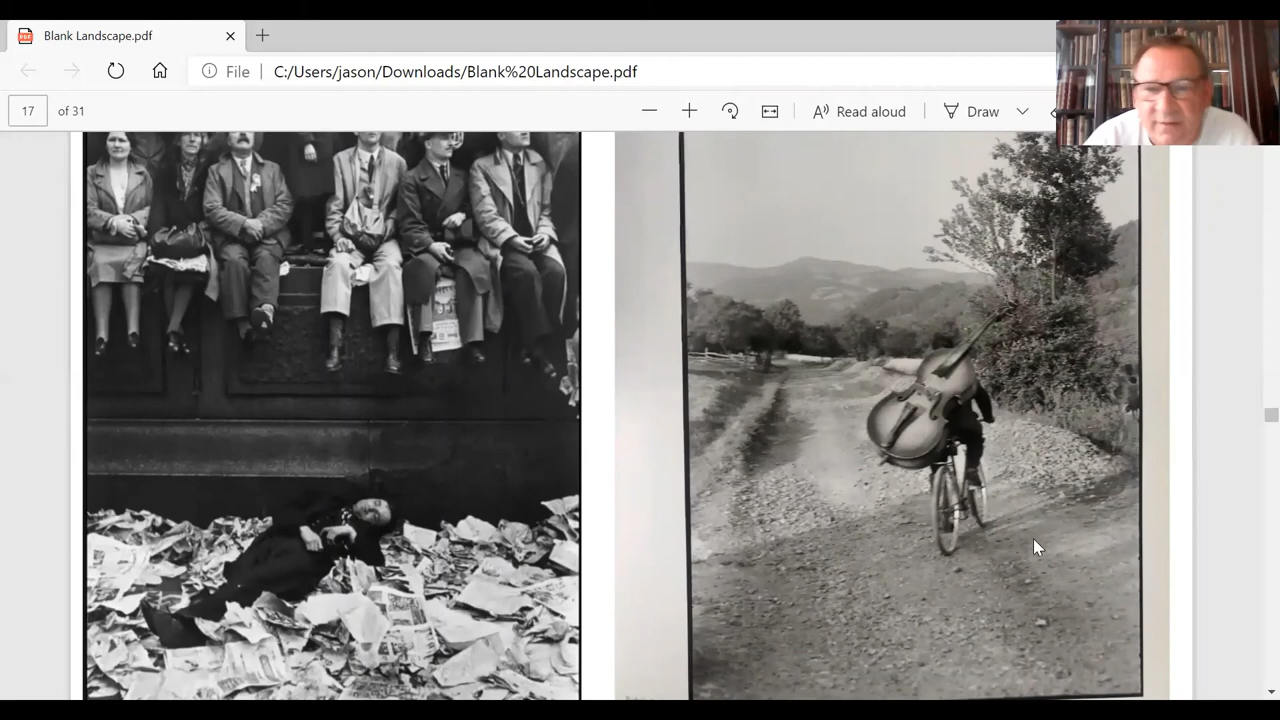 Blank Landscape.pdf
File | C:/Users/jason/Downloads/Blank%20Landscape.pdf
17 of 31
Read aloud
Draw